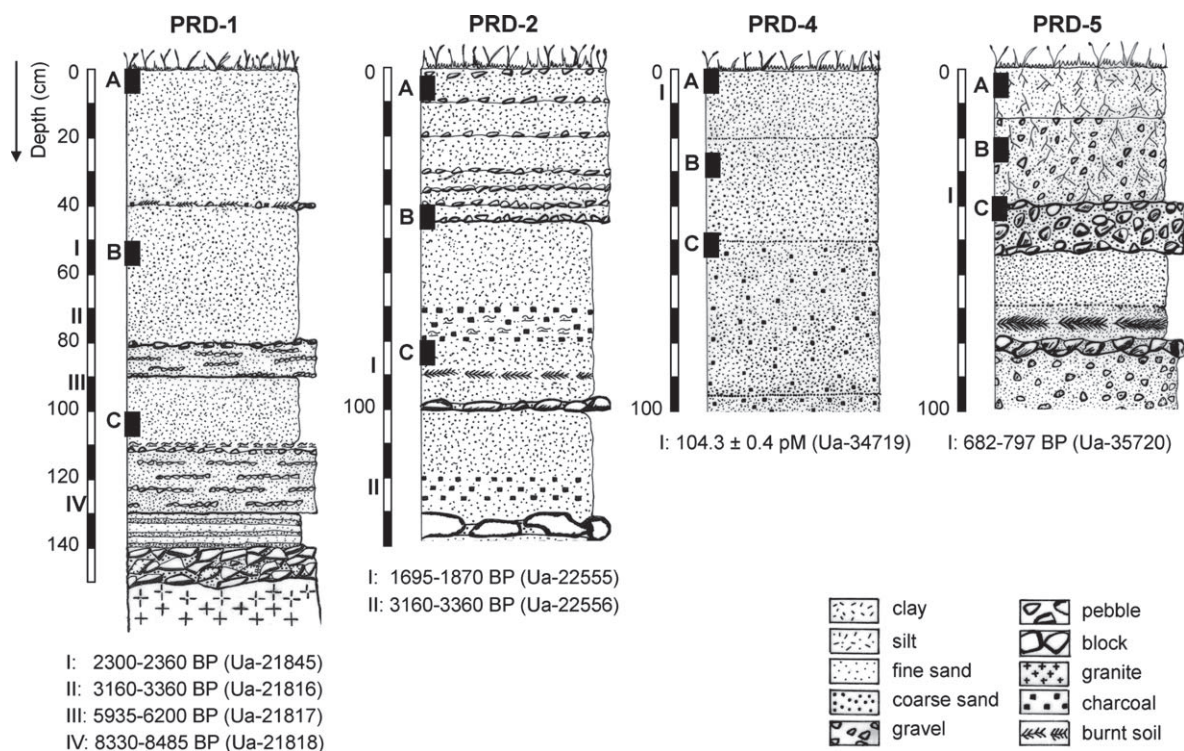 PRD-1 PRD-2 PRD-4 PRD-5
Depth (cm)
0
20
40
60
80
100
120
140
I
II
III
IV
A
B
C
0
100
I
II
A
B
C
0
100
I
A
B
C
0
100
I
A
B
C
I: 104.3 ± 0.4 pM (Ua-34719)
I: 682-797 BP (Ua-35720)
I: 1695-1870 BP (Ua-22555)
II: 3160-3360 BP (Ua-22556)
I: 2300-2360 BP (Ua-21845)
II: 3160-3360 BP (Ua-21816)
III: 5935-6200 BP (Ua-21817)
IV: 8330-8485 BP (Ua-21818)
clay
silt
fine sand
coarse sand
gravel
pebble
block
granite
charcoal
burnt soil